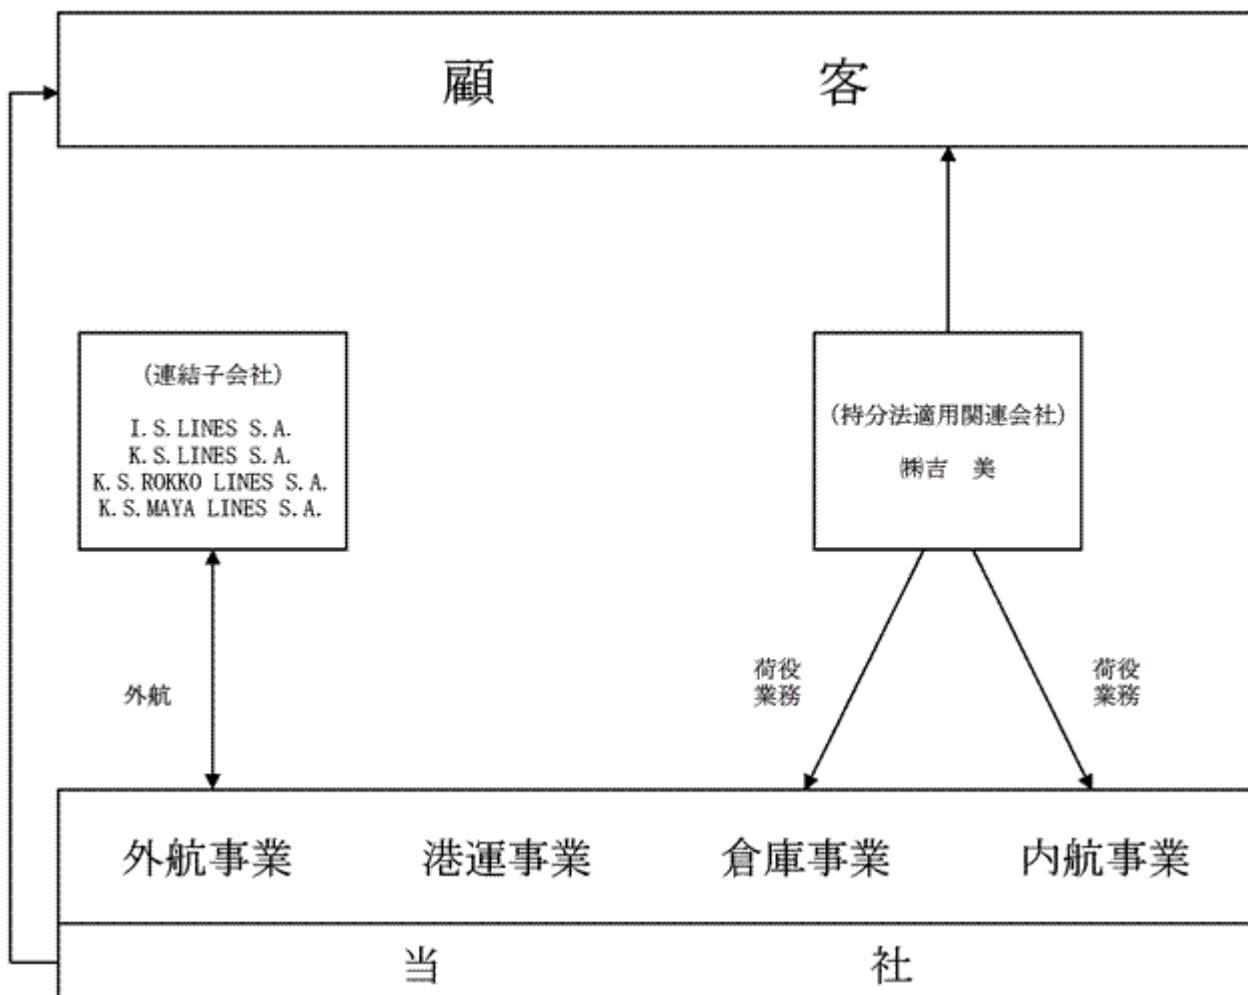 顧客
(連結子会社)
I.S.LINES S.A.
K.S.LINES S.A.
K.S.ROKKO LINES S.A.
K.S.MAYA LINES S.A.
(持分法適用関連会社)
㈱吉　美
外航
荷役
業務
荷役
業務
外航事業　港運事業　倉庫事業　内航事業
当社